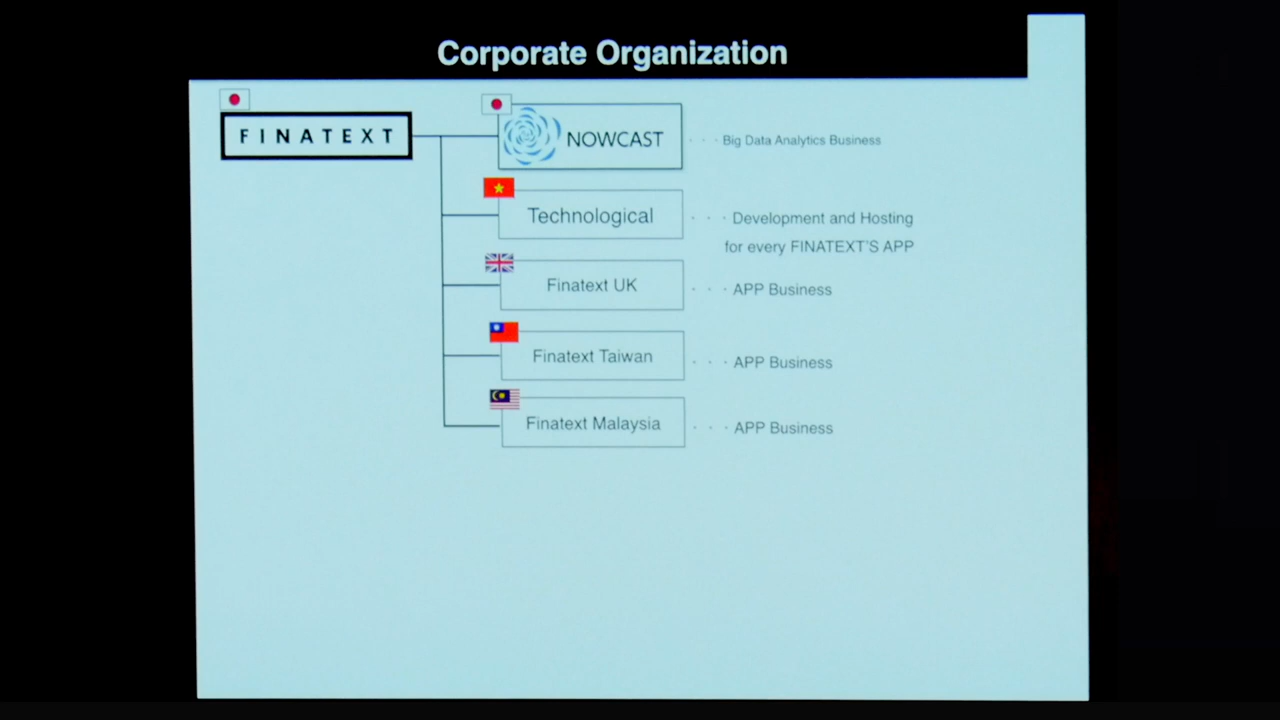 Corporate Organization
FINATEXT
NOWCAST
· · · Big Data Analytics Business
Technological
· · · Development and Hosting
for every FINATEXT'S APP
Finatext UK
· · · APP Business
Finatext Taiwan
· · · APP Business
Finatext Malaysia
· · · APP Business